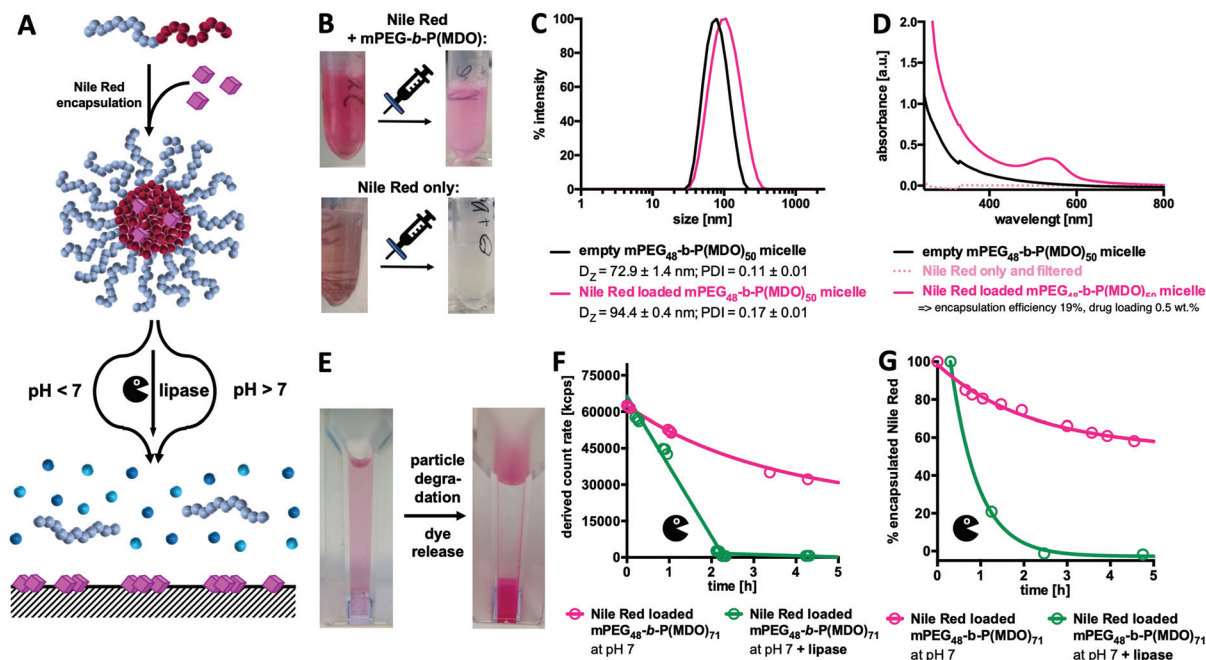 A
Nile Red
encapsulation
pH < 7
lipase
pH > 7
B
Nile Red
+ mPEG-b-P(MDO):
Nile Red only:
C
100
80
60
40
20
0
% intensity
1
10
100
1000
size [nm]
empty mPEG48-b-P(MDO)50 micelle
DZ = 72.9 ± 1.4 nm; PDI = 0.11 ± 0.01
Nile Red loaded mPEG48-b-P(MDO)50 micelle
DZ = 94.4 ± 0.4 nm; PDI = 0.17 ± 0.01
D
2.0
1.5
1.0
0.5
0.0
absorbance [a.u.]
400
600
800
wavelengt [nm]
empty mPEG48-b-P(MDO)50 micelle
Nile Red only and filtered
Nile Red loaded mPEG48-b-P(MDO)50 micelle
=> encapsulation efficiency 19%, drug loading 0.5 wt.%
E
particle
degra-
dation
dye
release
F
75000
60000
45000
30000
15000
0
derived count rate [kcps]
0
1
2
3
4
5
time [h]
Nile Red loaded
mPEG48-b-P(MDO)71
at pH 7
Nile Red loaded
mPEG48-b-P(MDO)71
at pH 7 + lipase
G
100
80
60
40
20
0
% encapsulated Nile Red
0
1
2
3
4
5
time [h]
Nile Red loaded
mPEG48-b-P(MDO)71
at pH 7
Nile Red loaded
mPEG48-b-P(MDO)71
at pH 7 + lipase